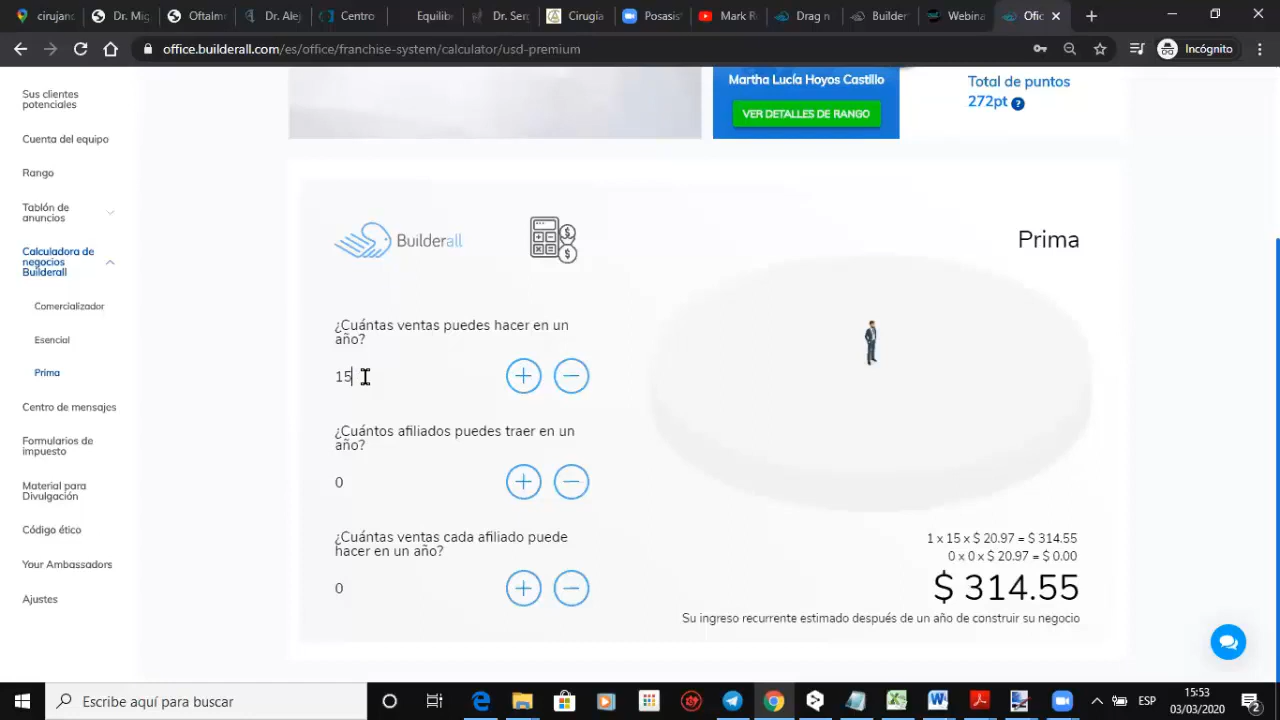 cirujanc
Dr. Mig
Oftalm
Dr. Alej
Centro
Equilib
Dr. Ser
Cirugía
Posasis
Mark R
Drag n
Builder
Webina
Ofic
office.builderall.com/es/office/franchise-system/calculator/usd-premium
Incógnito
Sus clientes
potenciales
Cuenta del equipo
Rango
Tablón de
anuncios
Calculadora de
negocios
Builderall
Comercializador
Esencial
Prima
Centro de mensajes
Formularios de
impuesto
Material para
Divulgación
Código ético
Your Ambassadors
Ajustes
Martha Lucía Hoyos Castillo
VER DETALLES DE RANGO
Total de puntos
272pt ?
Builderall
Prima
¿Cuántas ventas puedes hacer en un
año?
15
¿Cuántos afiliados puedes traer en un
año?
0
¿Cuántas ventas cada afiliado puede
hacer en un año?
0
1 x 15 x $ 20.97 = $ 314.55
0 x 0 x $ 20.97 = $ 0.00
$ 314.55
Su ingreso recurrente estimado después de un año de construir su negocio
Escribe aquí para buscar
ESP
15:53
03/03/2020
2